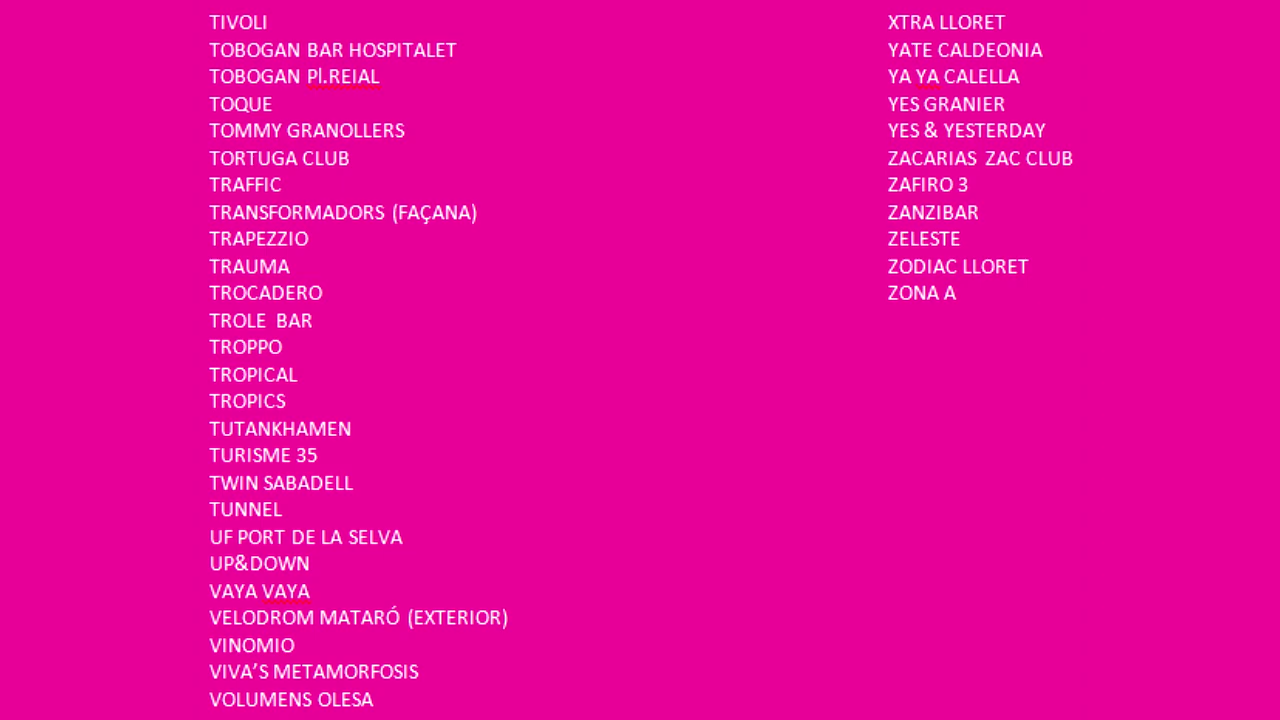 TIVOLI
TOBOGAN BAR HOSPITALET
TOBOGAN Pl.REIAL
TOQUE
TOMMY GRANOLLERS
TORTUGA CLUB
TRAFFIC
TRANSFORMADORS (FAÇANA)
TRAPEZZIO
TRAUMA
TROCADERO
TROLE BAR
TROPPO
TROPICAL
TROPICS
TUTANKHAMEN
TURISME 35
TWIN SABADELL
TUNNEL
UF PORT DE LA SELVA
UP&DOWN
VAYA VAYA
VELODROM MATARÓ (EXTERIOR)
VINOMIO
VIVA’S METAMORFOSIS
VOLUMENS OLESA
XTRA LLORET
YATE CALDEONIA
YA YA CALELLA
YES GRANIER
YES & YESTERDAY
ZACARIAS ZAC CLUB
ZAFIRO 3
ZANZIBAR
ZELESTE
ZODIAC LLORET
ZONA A